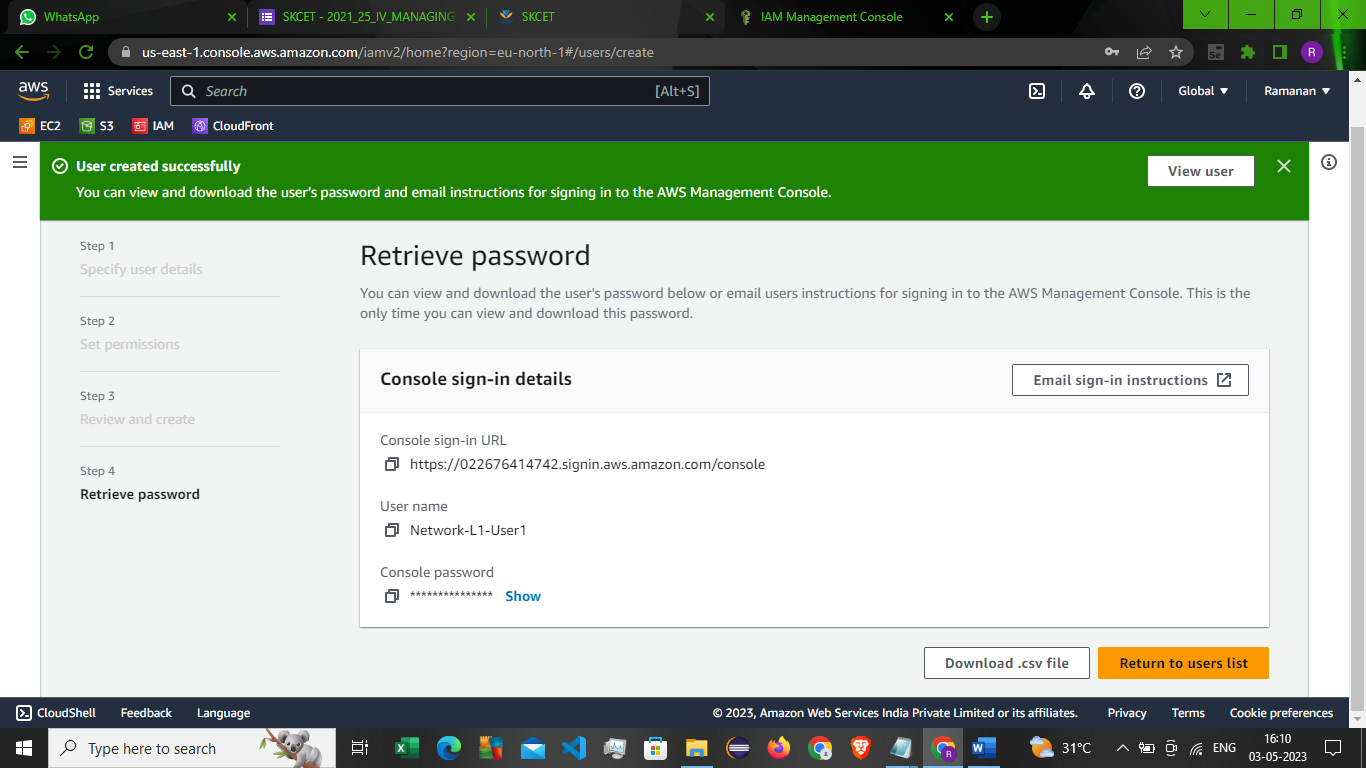 WhatsApp
SKCET - 2021_25_IV_MANAGING
SKCET
IAM Management Console
us-east-1.console.aws.amazon.com/iamv2/home?region=eu-north-1#/users/create
R
aws
Services
Search
[Alt+S]
Global
Ramanan
EC2
S3
IAM
CloudFront
User created successfully
You can view and download the user's password and email instructions for signing in to the AWS Management Console.
View user
Step 1
Specify user details
Step 2
Set permissions
Step 3
Review and create
Step 4
Retrieve password
Retrieve password
You can view and download the user's password below or email users instructions for signing in to the AWS Management Console. This is the
only time you can view and download this password.
Console sign-in details
Email sign-in instructions
Console sign-in URL
https://022676414742.signin.aws.amazon.com/console
User name
Network-L1-User1
Console password
*************** Show
Download .csv file
Return to users list
CloudShell
Feedback
Language
© 2023, Amazon Web Services India Private Limited or its affiliates.
Privacy
Terms
Cookie preferences
Type here to search
31°C
ENG
16:10
03-05-2023